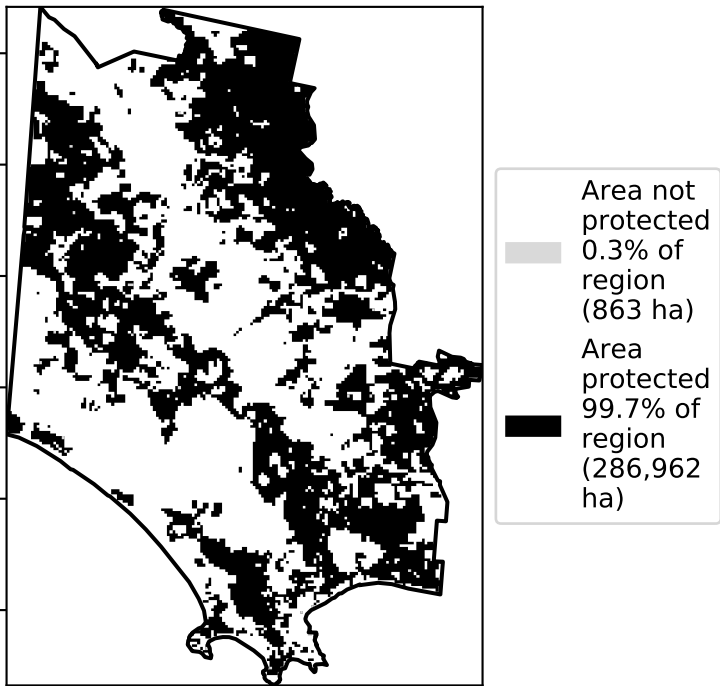 Area not
protected
0.3% of
region
(863 ha)
Area
protected
99.7% of
region
(286,962
ha)